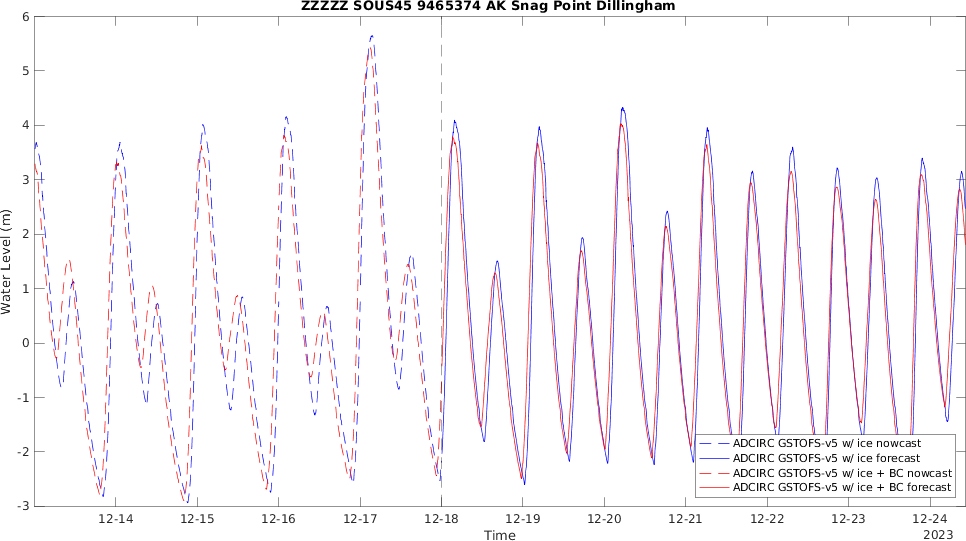 ZZZZZ SOUS45 9465374 AK Snag Point Dillingham
6
5
4
3
2
1
0
-1
-2
-3
Water Level (m)
ADCIRC GSTOFS-v5 w/ ice nowcast
ADCIRC GSTOFS-v5 w/ ice forecast
ADCIRC GSTOFS-v5 w/ ice + BC nowcast
ADCIRC GSTOFS-v5 w/ ice + BC forecast
12-14 12-15 12-16 12-17 12-18 12-19 12-20 12-21 12-22 12-23 12-24
Time
2023